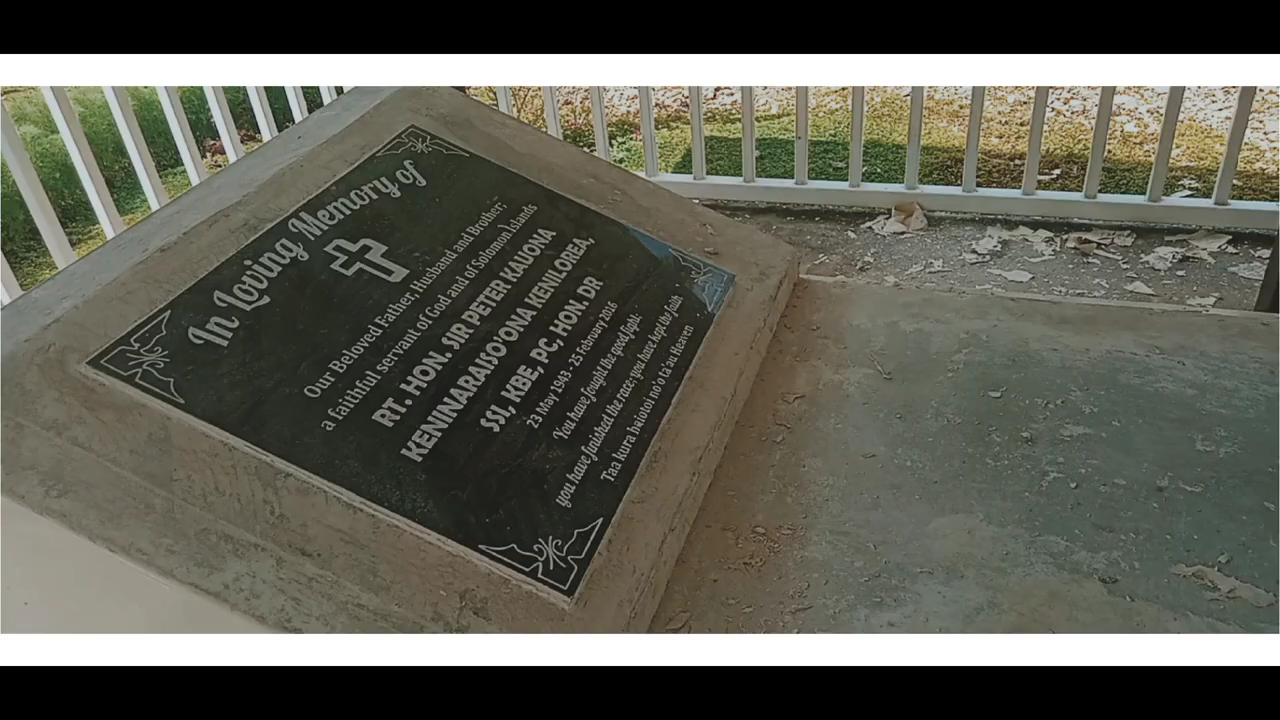 In Loving Memory of
Our Beloved Father, Husband and Brother;
a faithful servant of God and of Solomon Islands
RT. HON. SIR PETER KAUONA
KENINARAISO'ONA KENILOREA,
SSI, KBE, PC, HON. DR
23 May 1943 - 25 February 2016
You have fought the good fight;
you have finished the race; you have kept the faith.
Taa kura haiotoi no'o ta'au Heaven